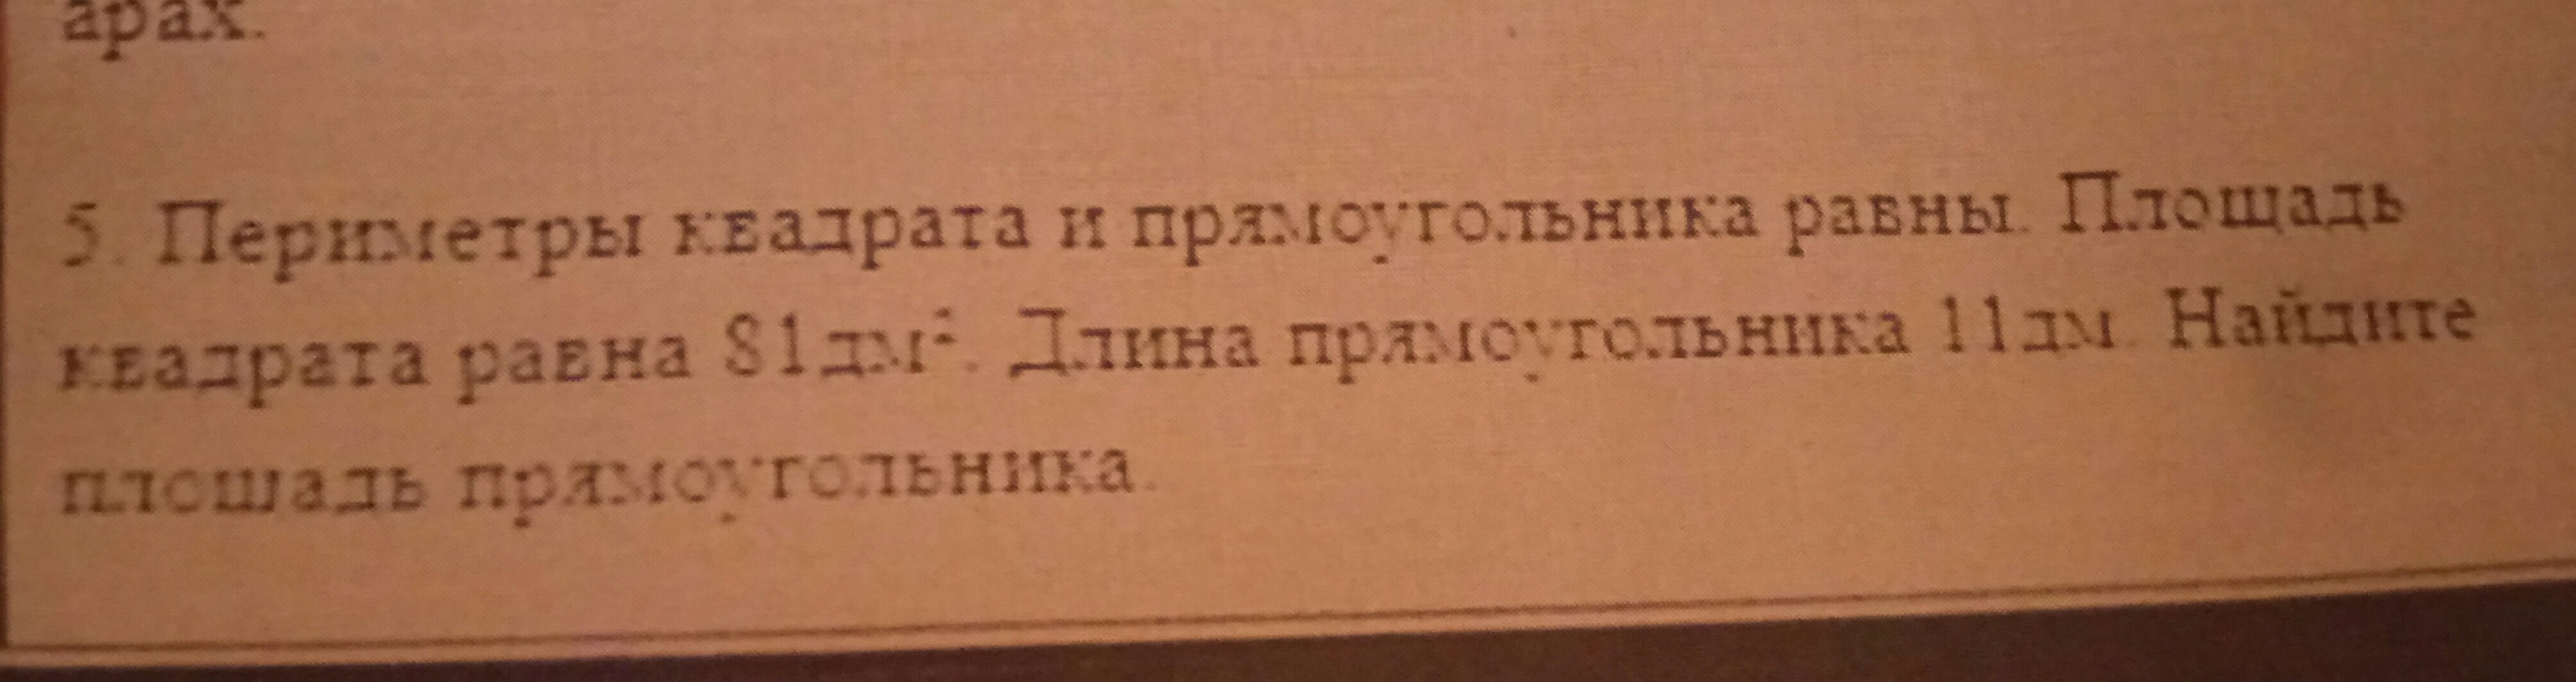 арах.
5. Периметры квадрата и прямоугольника равны. Площадь
квадрата равна 81дм². Длина прямоугольника 11дм. Найдите
площадь прямоугольника.